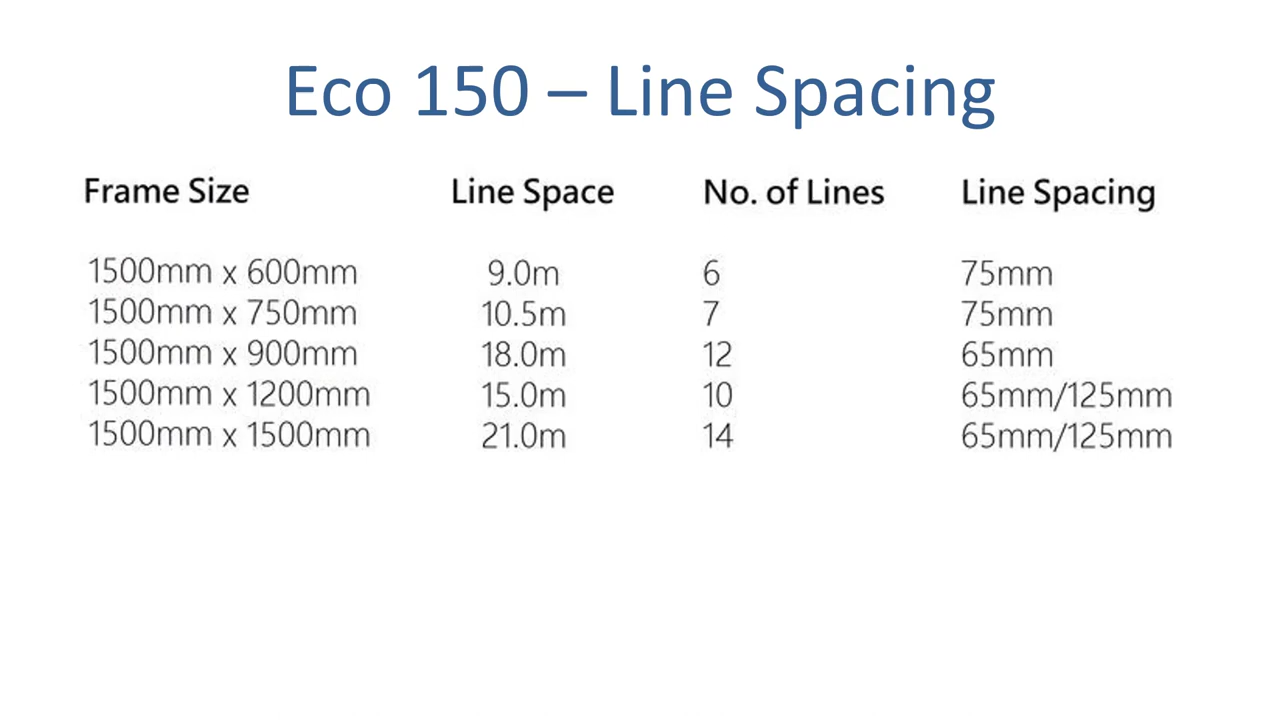 Eco 150 – Line Spacing
Frame Size Line Space No. of Lines Line Spacing
1500mm x 600mm 9.0m 6 75mm
1500mm x 750mm 10.5m 7 75mm
1500mm x 900mm 18.0m 12 65mm
1500mm x 1200mm 15.0m 10 65mm/125mm
1500mm x 1500mm 21.0m 14 65mm/125mm